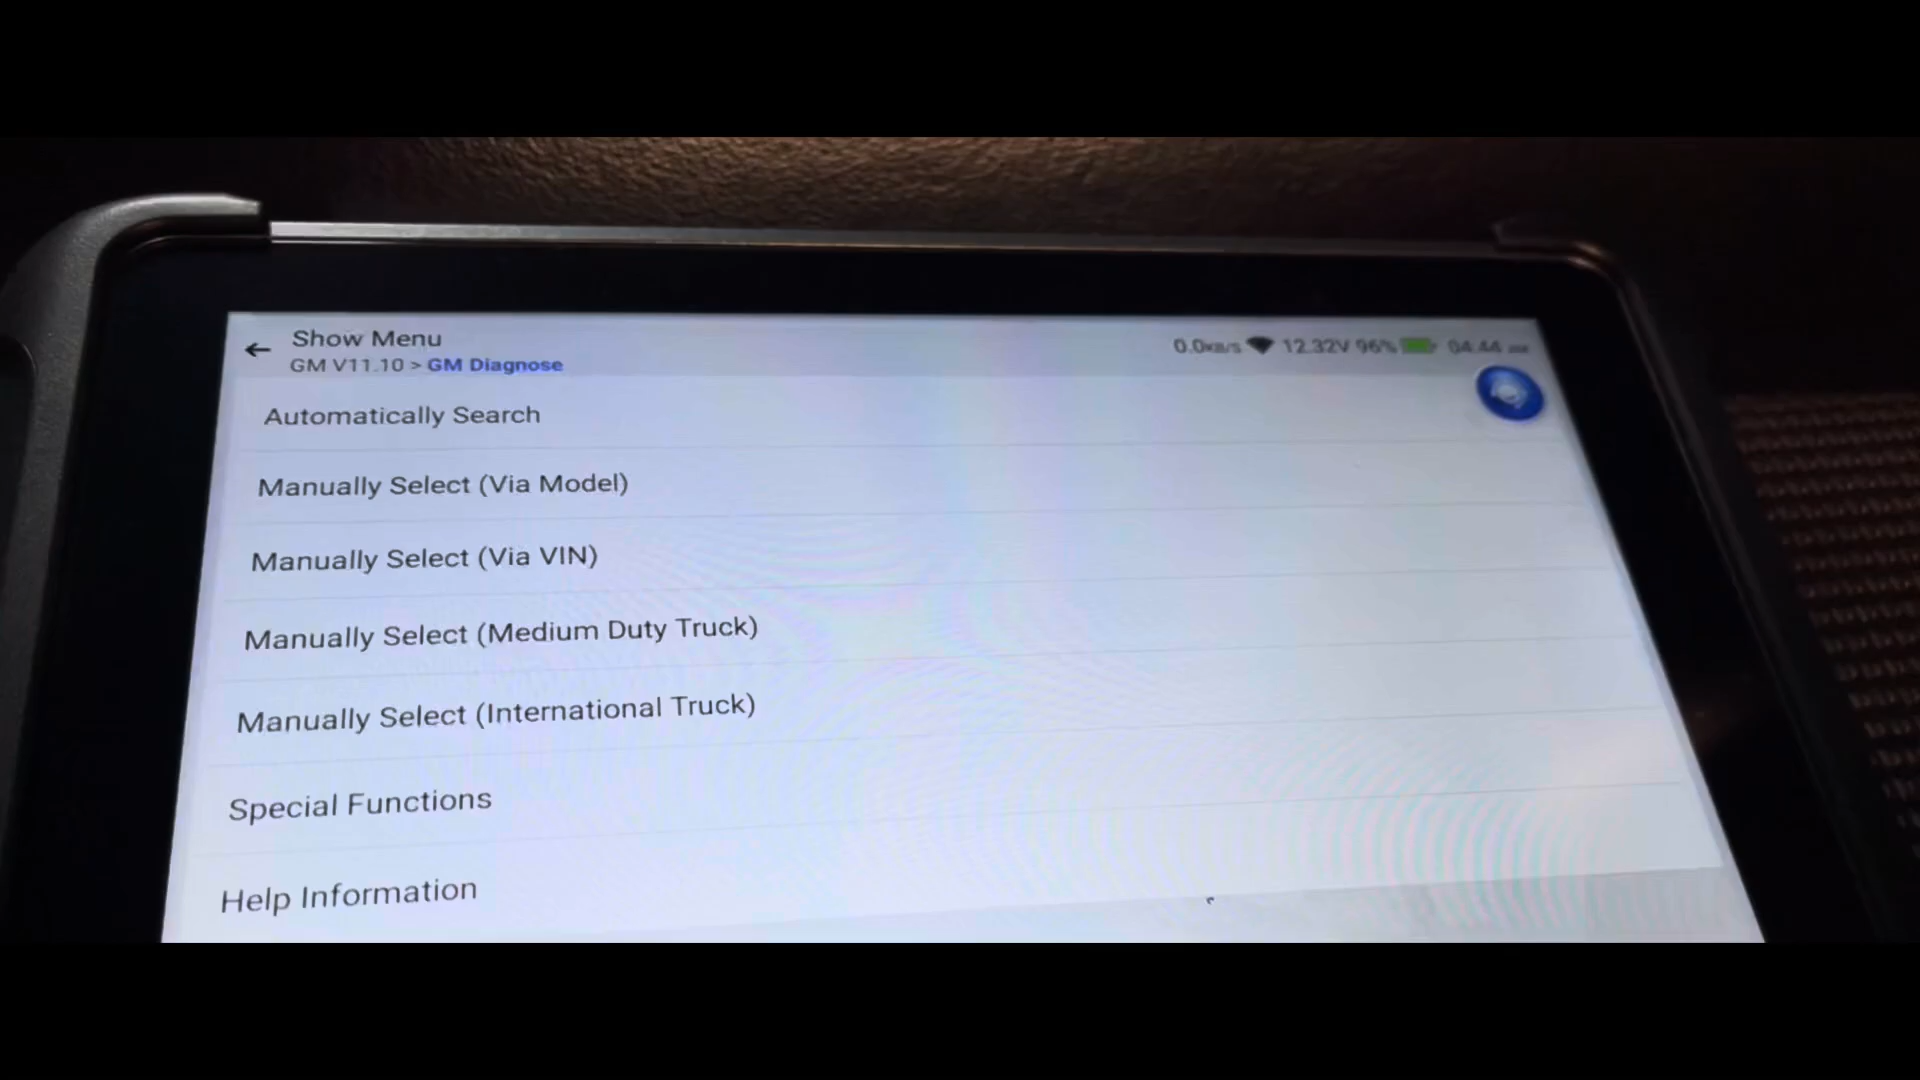 Show Menu
GM V11.10 > GM Diagnose
0.0KB/s 12.32V 96% 04:44
Automatically Search
Manually Select (Via Model)
Manually Select (Via VIN)
Manually Select (Medium Duty Truck)
Manually Select (International Truck)
Special Functions
Help Information